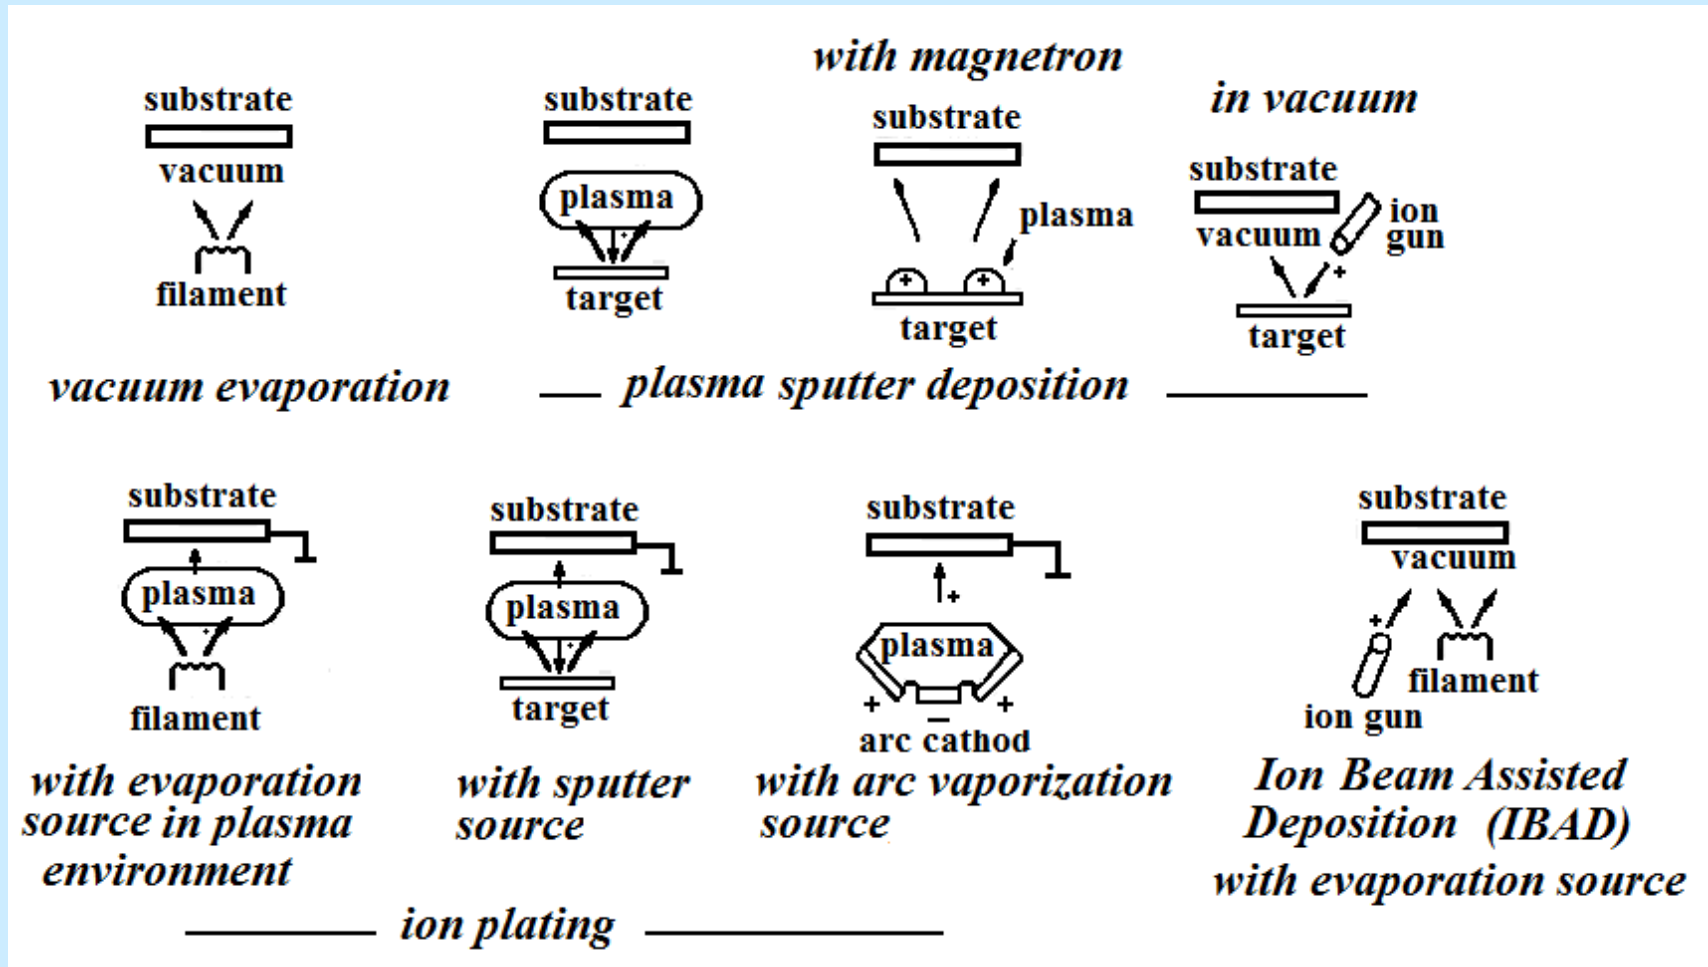 substrate
vacuum
filament
vacuum evaporation
substrate
plasma
+
target
with magnetron
substrate
plasma
+ +
target
in vacuum
substrate
ion
gun
vacuum
+
target
plasma sputter deposition
substrate
plasma
+
filament
with evaporation
source in plasma
environment
substrate
plasma
+
target
with sputter
source
substrate
+
plasma
+ − +
arc cathod
with arc vaporization
source
ion plating
substrate
vacuum
+
filament
ion gun
Ion Beam Assisted
Deposition (IBAD)
with evaporation source